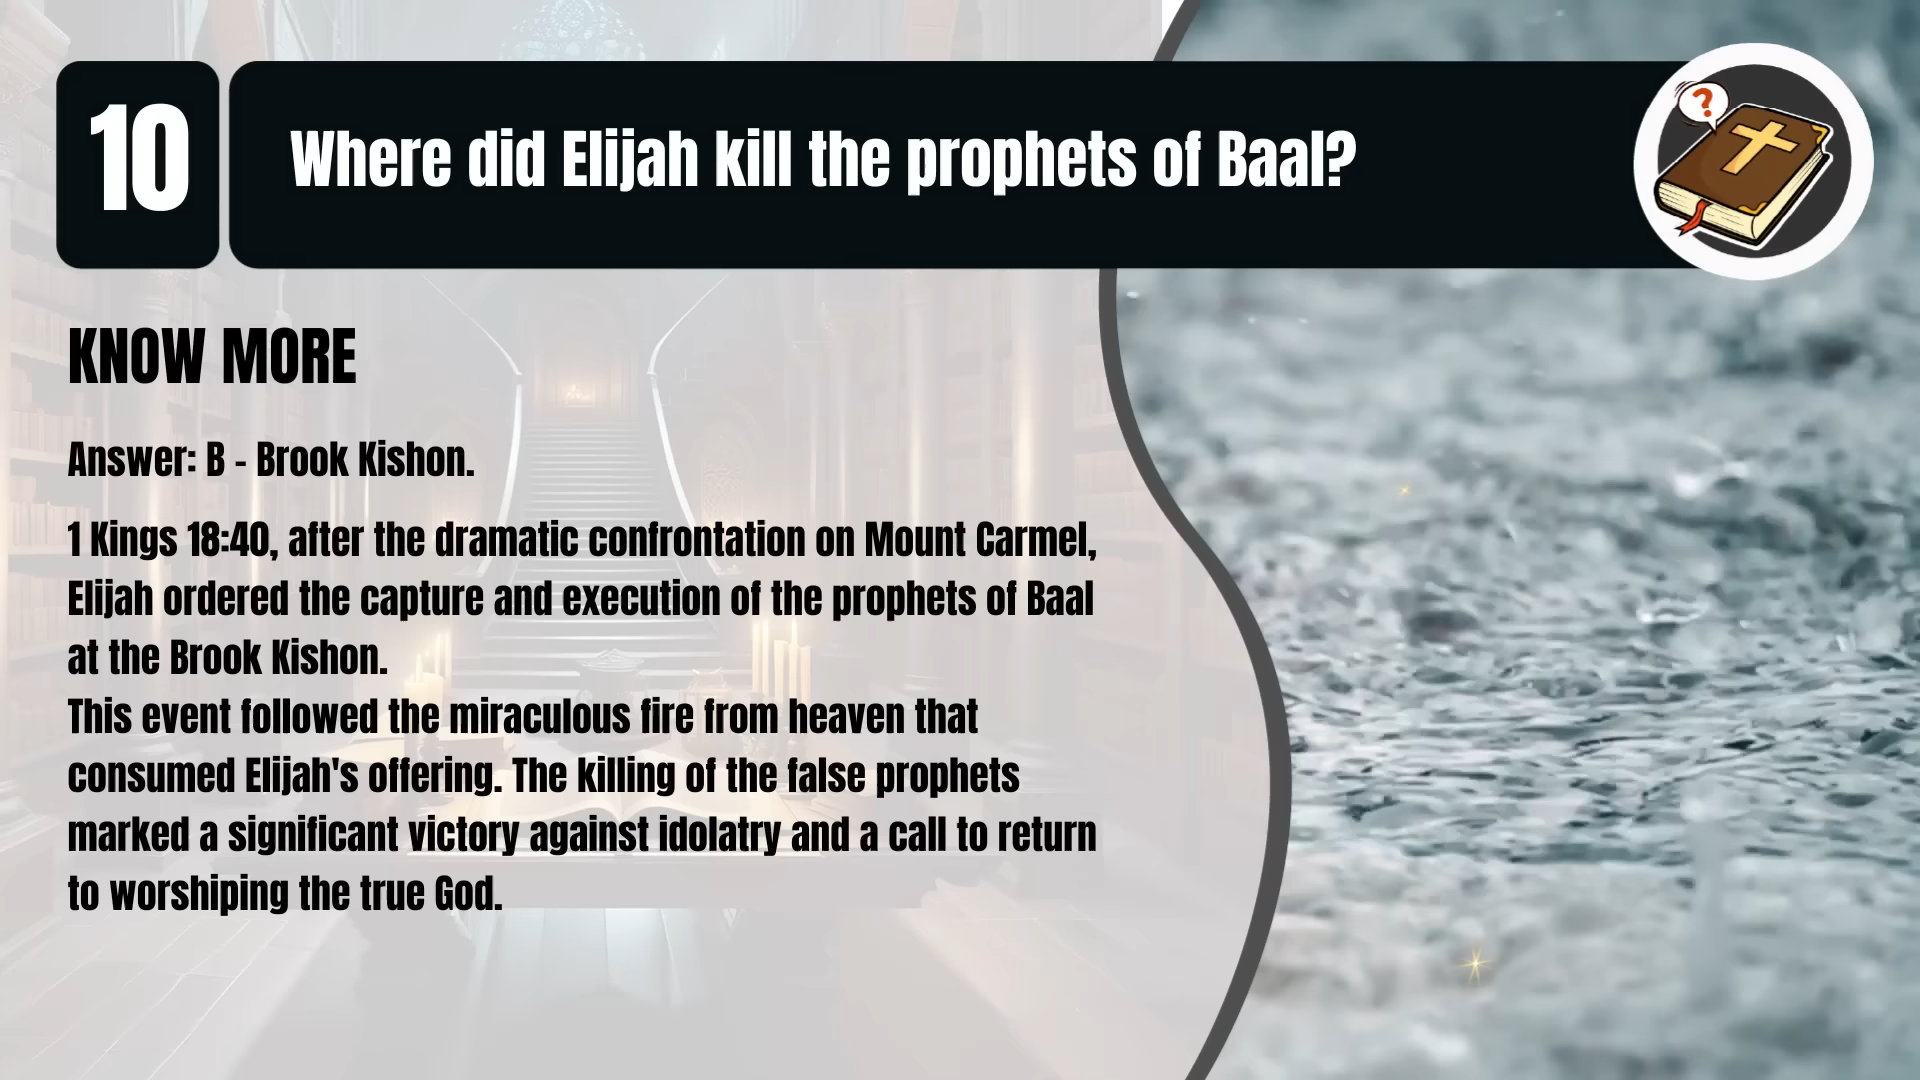 10
Where did Elijah kill the prophets of Baal?
?
KNOW MORE
Answer: B - Brook Kishon.
1 Kings 18:40, after the dramatic confrontation on Mount Carmel,
Elijah ordered the capture and execution of the prophets of Baal
at the Brook Kishon.
This event followed the miraculous fire from heaven that
consumed Elijah's offering. The killing of the false prophets
marked a significant victory against idolatry and a call to return
to worshiping the true God.